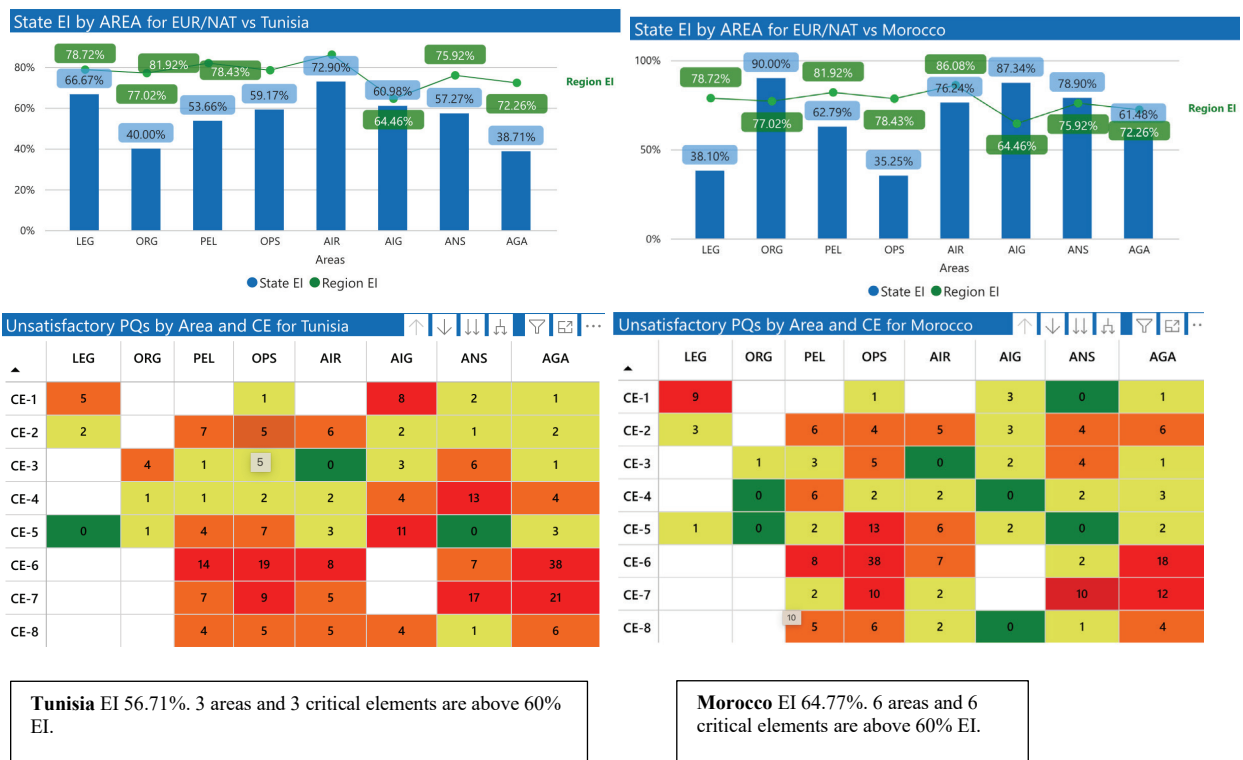 State EI by AREA for EUR/NAT vs Tunisia
80%
60%
40%
20%
0%
78.72%
66.67%
77.02%
40.00%
81.92%
53.66%
78.43%
59.17%
72.90%
60.98%
64.46%
75.92%
57.27%
72.26%
38.71%
Region EI
LEG ORG PEL OPS AIR AIG ANS AGA
Areas
State EI Region EI
State EI by AREA for EUR/NAT vs Morocco
100%
50%
0%
78.72%
38.10%
90.00%
77.02%
81.92%
62.79%
78.43%
35.25%
86.08%
76.24%
87.34%
64.46%
78.90%
75.92%
61.48%
72.26%
Region EI
LEG ORG PEL OPS AIR AIG ANS AGA
Areas
State EI Region EI
Unsatisfactory PQs by Area and CE for Tunisia
LEG ORG PEL OPS AIR AIG ANS AGA
CE-1 5 1 8 2 1
CE-2 2 7 5 6 2 1 2
CE-3 4 1 5 0 3 6 1
CE-4 1 1 2 2 4 13 4
CE-5 0 1 4 7 3 11 0 3
CE-6 14 19 8 7 38
CE-7 7 9 5 17 21
CE-8 4 5 5 4 1 6
Unsatisfactory PQs by Area and CE for Morocco
LEG ORG PEL OPS AIR AIG ANS AGA
CE-1 9 1 3 0 1
CE-2 3 6 4 5 3 4 6
CE-3 1 3 5 0 2 4 1
CE-4 0 6 2 2 0 2 3
CE-5 1 0 2 13 6 2 0 2
CE-6 8 38 7 2 18
CE-7 2 10 2 10 12
10
CE-8 5 6 2 0 1 4
Tunisia EI 56.71%. 3 areas and 3 critical elements are above 60%
EI.
Morocco EI 64.77%. 6 areas and 6
critical elements are above 60% EI.